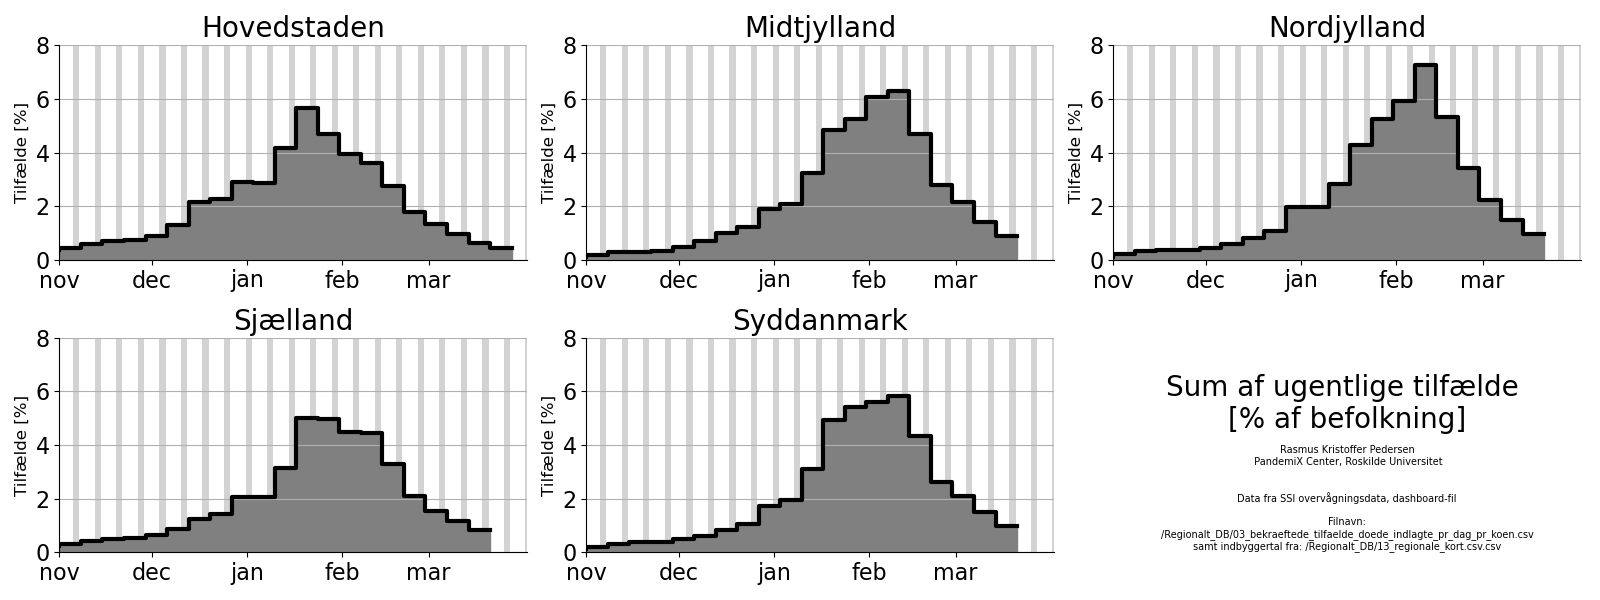 Hovedstaden
Tilfælde [%]
8
6
4
2
0
nov dec jan feb mar
Midtjylland
Tilfælde [%]
8
6
4
2
0
nov dec jan feb mar
Nordjylland
Tilfælde [%]
8
6
4
2
0
nov dec jan feb mar
Sjælland
Tilfælde [%]
8
6
4
2
0
nov dec jan feb mar
Syddanmark
Tilfælde [%]
8
6
4
2
0
nov dec jan feb mar
Sum af ugentlige tilfælde
[% af befolkning]
Rasmus Kristoffer Pedersen
PandemiX Center, Roskilde Universitet
Data fra SSI overvågningsdata, dashboard-fil
Filnavn:
/Regionalt_DB/03_bekraeftede_tilfaelde_doede_indlagte_pr_dag_pr_koen.csv
samt indbyggertal fra: /Regionalt_DB/13_regionale_kort.csv.csv